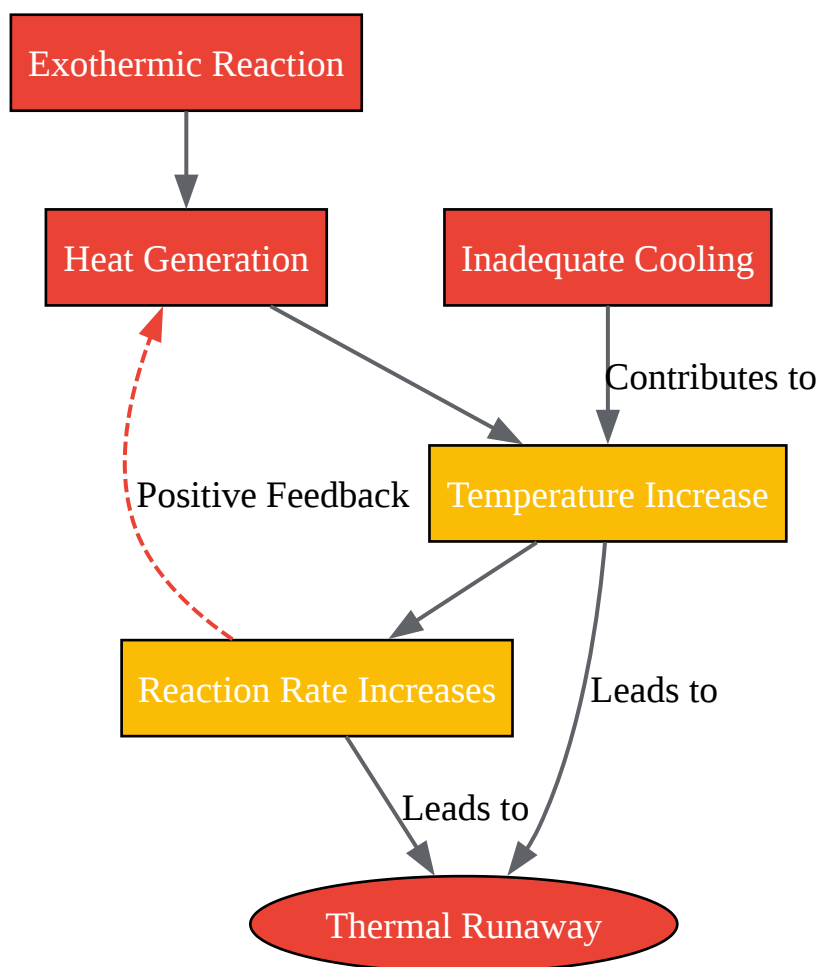 Exothermic Reaction
Heat Generation
Inadequate Cooling
Contributes to
Positive Feedback
Temperature Increase
Reaction Rate Increases
Leads to
Leads to
Thermal Runaway